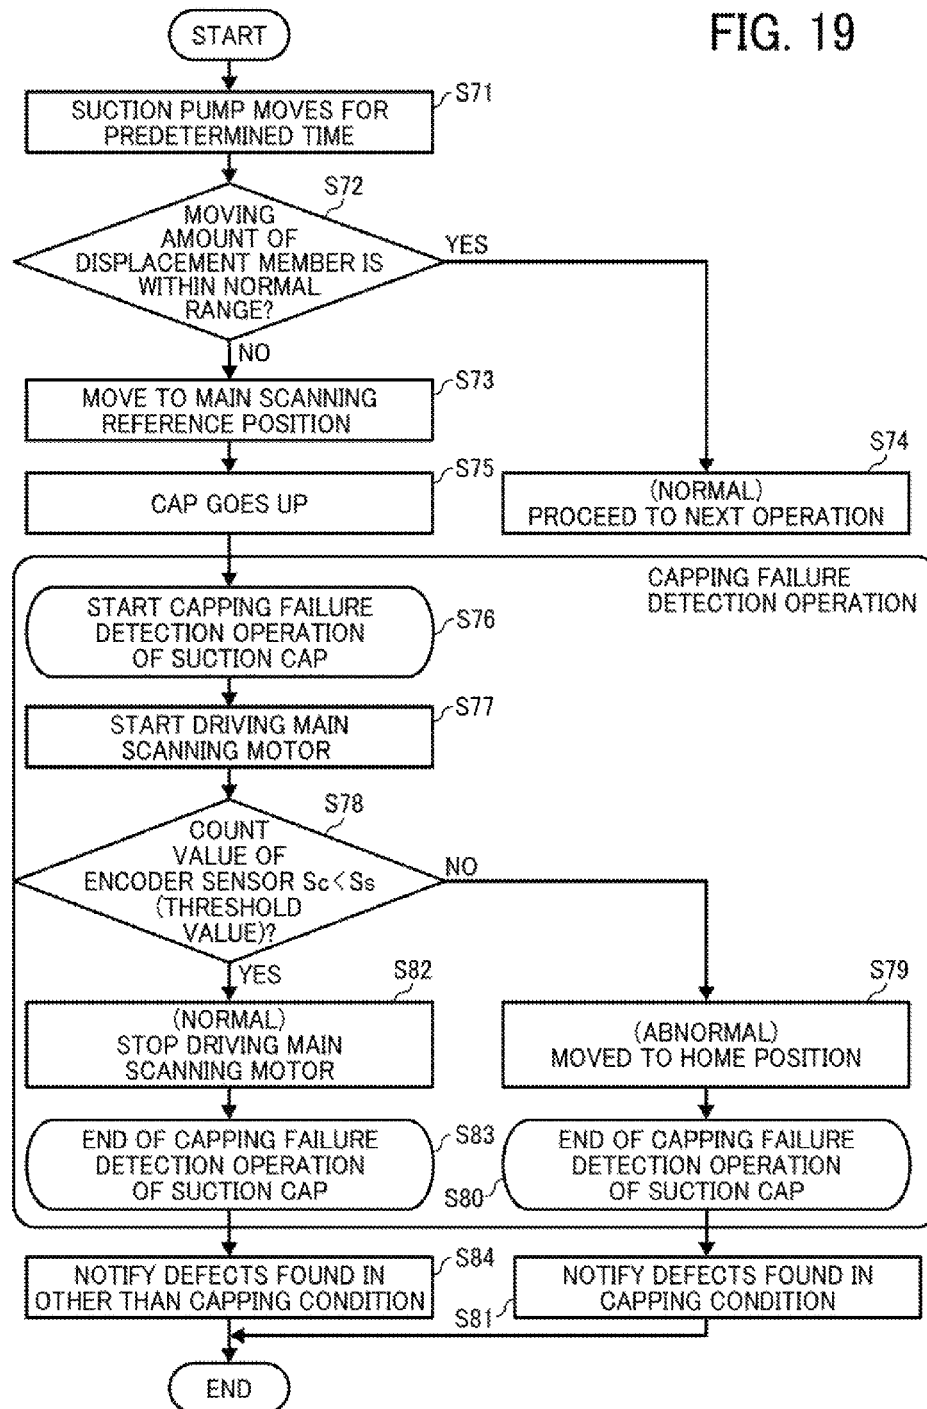 FIG. 19
START
S71
SUCTION PUMP MOVES FOR
PREDETERMINED TIME
S72
MOVING
AMOUNT OF
DISPLACEMENT MEMBER IS
WITHIN NORMAL
RANGE?
YES
NO
S73
MOVE TO MAIN SCANNING
REFERENCE POSITION
S75
CAP GOES UP
S74
(NORMAL)
PROCEED TO NEXT OPERATION
CAPPING FAILURE
DETECTION OPERATION
START CAPPING FAILURE
DETECTION OPERATION
OF SUCTION CAP
S76
S77
START DRIVING MAIN
SCANNING MOTOR
S78
COUNT
VALUE OF
ENCODER SENSOR Sc<Ss
(THRESHOLD
VALUE)?
NO
YES
S82
(NORMAL)
STOP DRIVING MAIN
SCANNING MOTOR
S79
(ABNORMAL)
MOVED TO HOME POSITION
END OF CAPPING FAILURE
DETECTION OPERATION
OF SUCTION CAP
S83
END OF CAPPING FAILURE
DETECTION OPERATION
OF SUCTION CAP
S80
S84
NOTIFY DEFECTS FOUND IN
OTHER THAN CAPPING CONDITION
NOTIFY DEFECTS FOUND IN
CAPPING CONDITION
S81
END